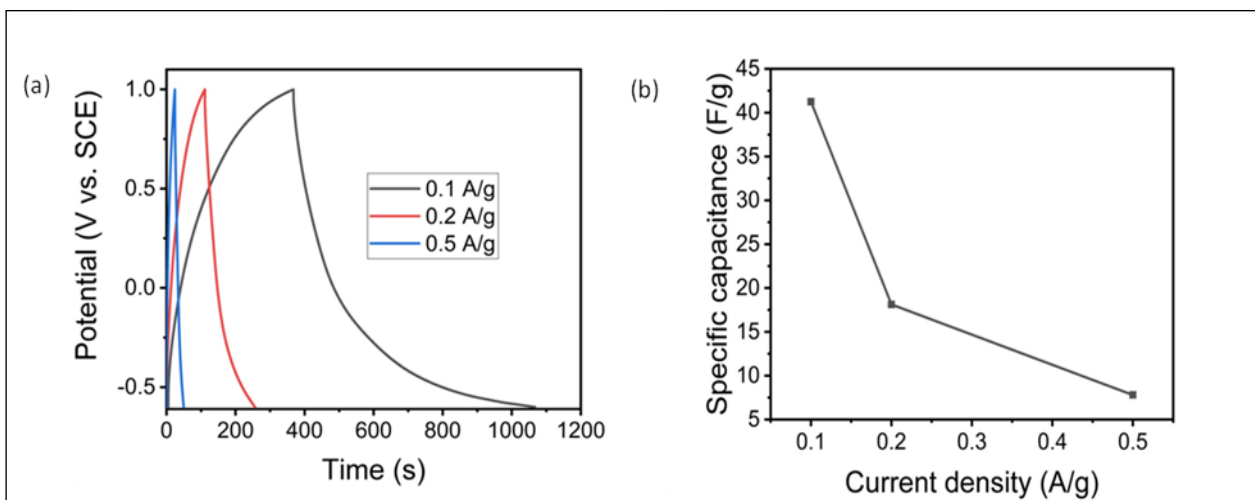 (a)
Potential (V vs. SCE)
1.0
0.5
0.0
-0.5
0.1 A/g
0.2 A/g
0.5 A/g
0 200 400 600 800 1000 1200
Time (s)
(b)
Specific capacitance (F/g)
45
40
35
30
25
20
15
10
5
0.1 0.2 0.3 0.4 0.5
Current density (A/g)